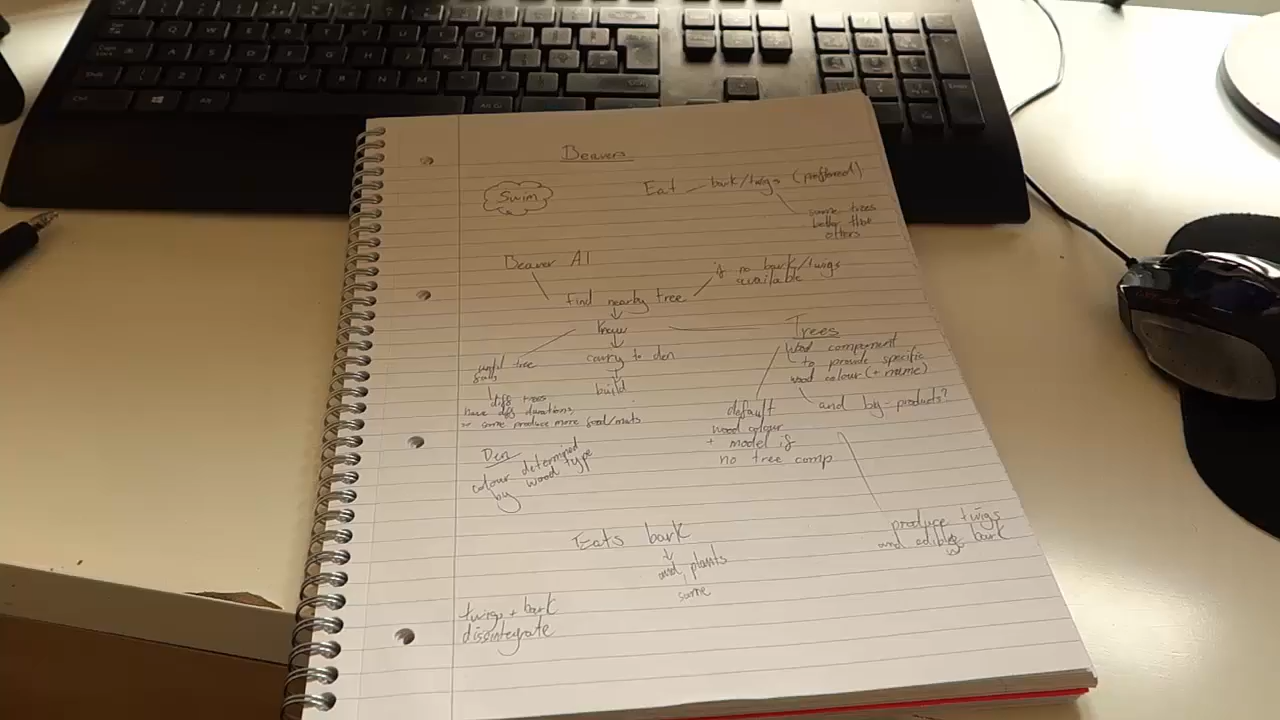 Beavers
Swim
Eat - bark/twigs (preferred)
some trees
better than
others
Beaver AI
find nearby tree
if no bark/twigs
available
Gnaw
until tree
falls
diff trees
have diff durations,
some produce more food/mats
carry to den
build
Trees
Wood component
to provide specific
wood colour (+ name)
and by-products?
default
wood colour
+ model if
no tree comp
Den
colour determined
by wood type
produce twigs
and edible bark
Eats bark
and plants
some
twigs + bark
disintegrate